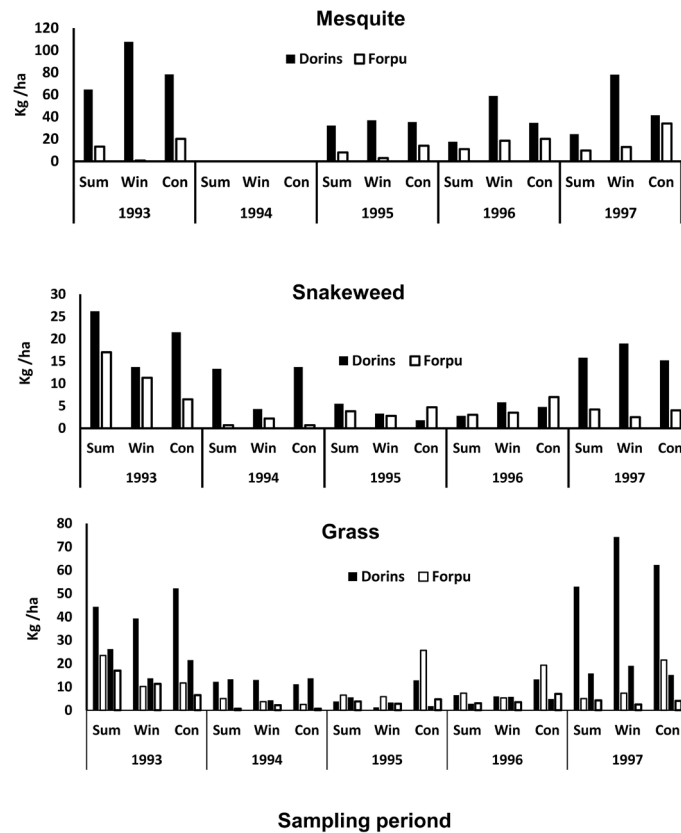 Mesquite
120
100
80
60
40
20
0
Kg /ha
Dorins Forpu
Sum Win Con Sum Win Con Sum Win Con Sum Win Con Sum Win Con
1993 1994 1995 1996 1997
Snakeweed
30
25
20
15
10
5
0
Kg /ha
Dorins Forpu
Sum Win Con Sum Win Con Sum Win Con Sum Win Con Sum Win Con
1993 1994 1995 1996 1997
Grass
80
70
60
50
40
30
20
10
0
Kg /ha
Dorins Forpu
Sum Win Con Sum Win Con Sum Win Con Sum Win Con Sum Win Con
1993 1994 1995 1996 1997
Sampling periond